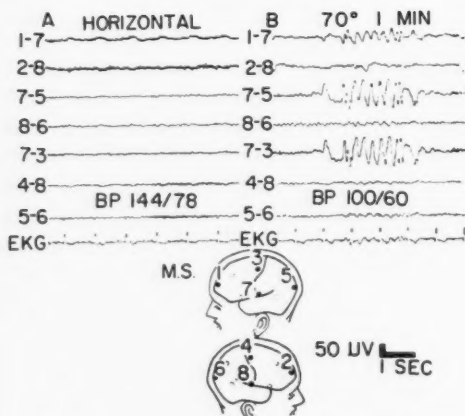 A HORIZONTAL B 70° 1 MIN
1-7 1-7
2-8 2-8
7-5 7-5
8-6 8-6
7-3 7-3
4-8 4-8
BP 144/78 BP 100/60
5-6 5-6
EKG EKG
M.S.
3
1 5
7
4
6 2
8
50 UV
1 SEC